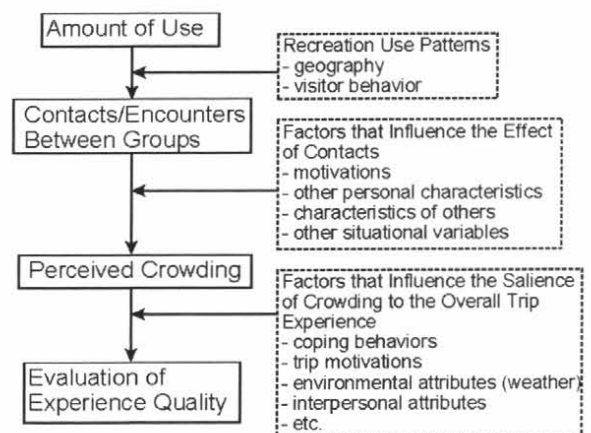 Amount of Use
Recreation Use Patterns
- geography
- visitor behavior
Contacts/Encounters
Between Groups
Factors that Influence the Effect
of Contacts
- motivations
- other personal characteristics
- characteristics of others
- other situational variables
Perceived Crowding
Factors that Influence the Salience
of Crowding to the Overall Trip
Experience
- coping behaviors
- trip motivations
- environmental attributes (weather)
- interpersonal attributes
- etc.
Evaluation of
Experience Quality